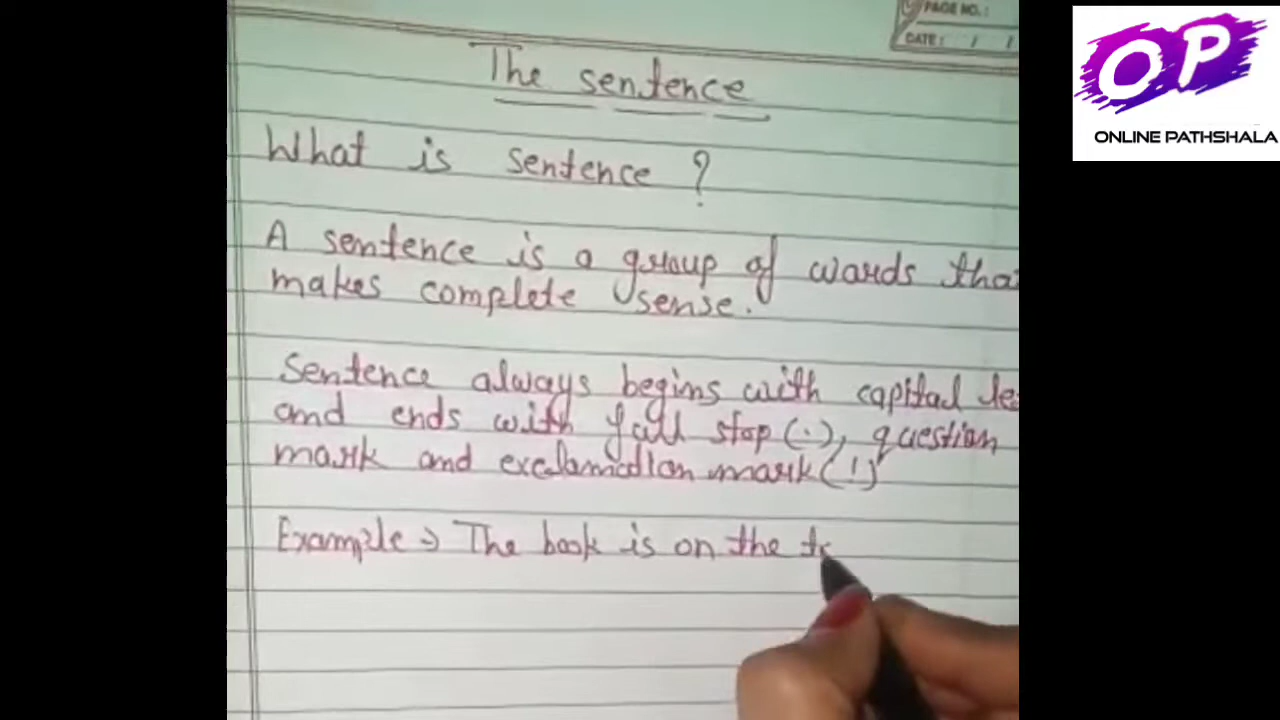 PAGE NO.:
DATE: / /
OP
ONLINE PATHSHALA
The sentence
What is sentence ?
A sentence is a group of words tha
makes complete sense.
Sentence always begins with capital le
and ends with full stop (.), question
mark and exclamation mark (!)
Example → The book is on the t